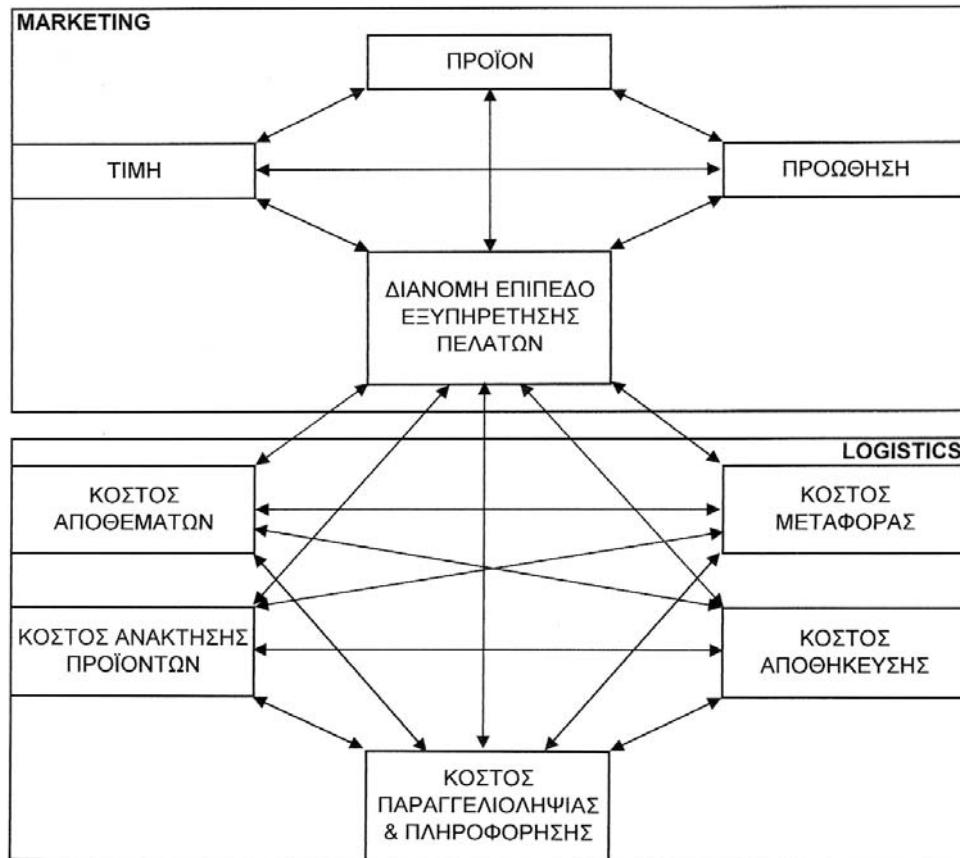 MARKETING
ΠΡΟΪΟΝ
ΤΙΜΗ
ΠΡΟΩΘΗΣΗ
ΔΙΑΝΟΜΗ ΕΠΙΠΕΔΟ
ΕΞΥΠΗΡΕΤΗΣΗΣ
ΠΕΛΑΤΩΝ
LOGISTICS
ΚΟΣΤΟΣ
ΑΠΟΘΕΜΑΤΩΝ
ΚΟΣΤΟΣ
ΜΕΤΑΦΟΡΑΣ
ΚΟΣΤΟΣ ΑΝΑΚΤΗΣΗΣ
ΠΡΟΪΟΝΤΩΝ
ΚΟΣΤΟΣ
ΑΠΟΘΗΚΕΥΣΗΣ
ΚΟΣΤΟΣ
ΠΑΡΑΓΓΕΛΙΟΛΗΨΙΑΣ
& ΠΛΗΡΟΦΟΡΗΣΗΣ